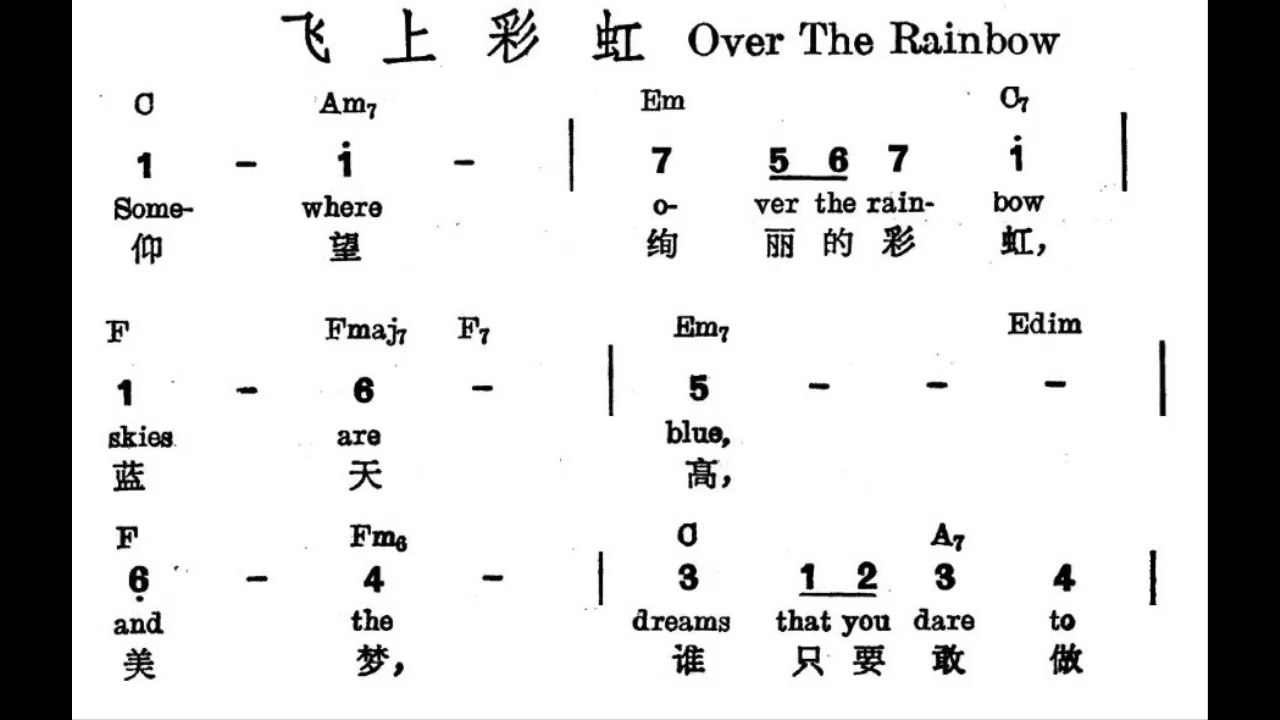 飞上彩虹 Over The Rainbow
C Am7 Em C7
1 - i - | 7 5 6 7 i |
Some- where o- ver the rain- bow
仰 望 绚 丽 的 彩 虹，
F Fmaj7 F7 Em7 Edim
1 - 6 - | 5 - - - |
skies are blue,
蓝 天 高，
F Fm6 C A7
6̣ - 4 - | 3 1 2 3 4 |
and the dreams that you dare to
美 梦， 谁 只 要 敢 做